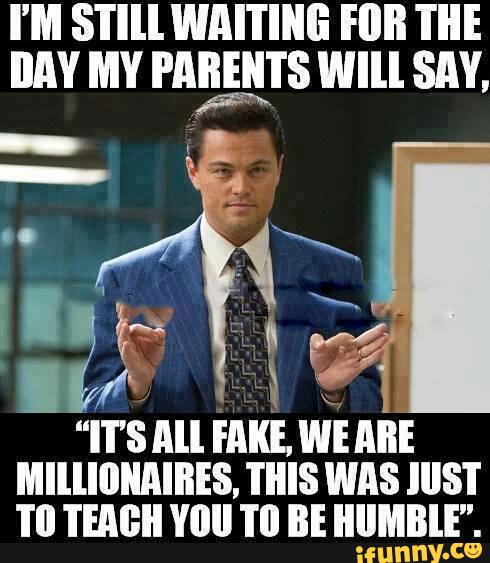 I'M STILL WAITING FOR THE
DAY MY PARENTS WILL SAY,
"IT'S ALL FAKE, WE ARE
MILLIONAIRES, THIS WAS JUST
TO TEACH YOU TO BE HUMBLE".
ifunny.co